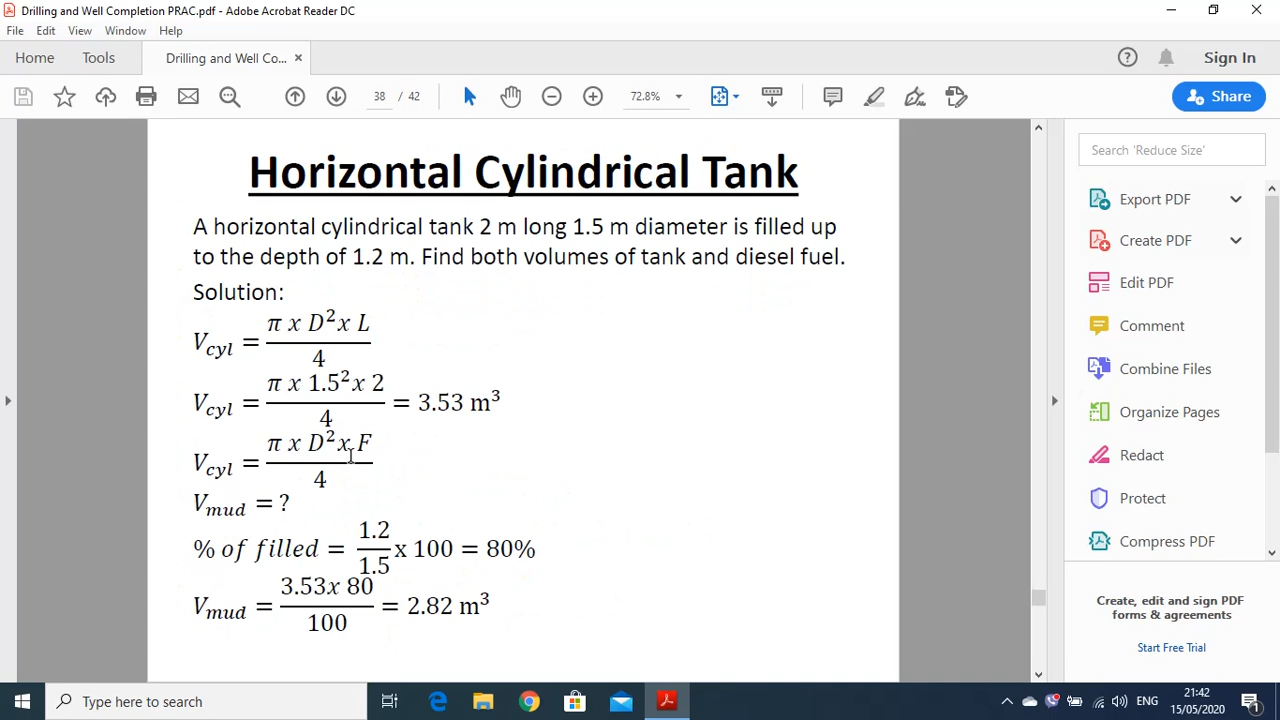 Drilling and Well Completion PRAC.pdf - Adobe Acrobat Reader DC
File Edit View Window Help
Home Tools Drilling and Well Co... ×
Sign In
38 / 42 72.8% Share
Horizontal Cylindrical Tank
A horizontal cylindrical tank 2 m long 1.5 m diameter is filled up
to the depth of 1.2 m. Find both volumes of tank and diesel fuel.
Solution:
V_cyl = (π x D² x L)/4
V_cyl = (π x 1.5² x 2)/4 = 3.53 m³
V_cyl = (π x D² x F)/4
V_mud = ?
% of filled = 1.2/1.5 x 100 = 80%
V_mud = (3.53x 80)/100 = 2.82 m³
Search 'Reduce Size'
Export PDF
Create PDF
Edit PDF
Comment
Combine Files
Organize Pages
Redact
Protect
Compress PDF
Create, edit and sign PDF
forms & agreements
Start Free Trial
Type here to search
ENG
21:42
15/05/2020
1